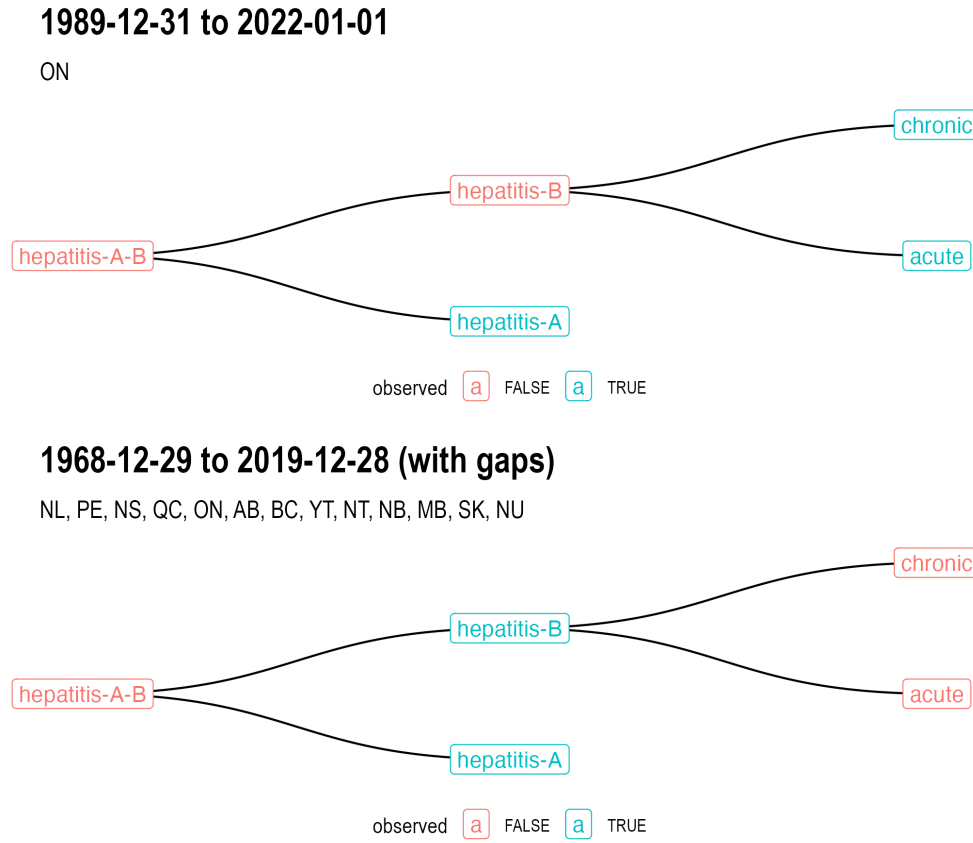 1989-12-31 to 2022-01-01
ON
chronic
hepatitis-B
hepatitis-A-B
acute
hepatitis-A
observed a FALSE a TRUE
1968-12-29 to 2019-12-28 (with gaps)
NL, PE, NS, QC, ON, AB, BC, YT, NT, NB, MB, SK, NU
chronic
hepatitis-B
hepatitis-A-B
acute
hepatitis-A
observed a FALSE a TRUE